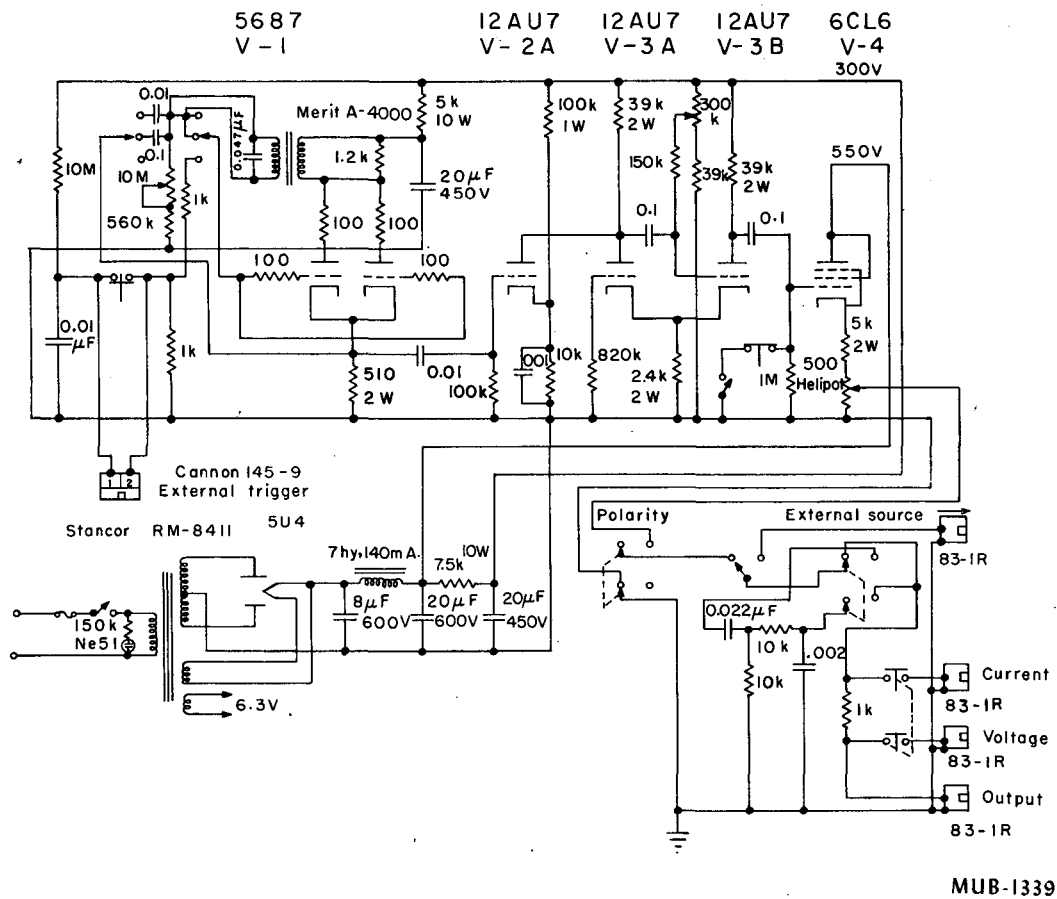 5687
V-1
12AU7
V-2A
12AU7
V-3A
12AU7
V-3B
6CL6
V-4
300V
0.01
0.1
10M
10M
560k
1k
0.047μF
Merit A-4000
5k
10W
1.2k
20μF
450V
100
100
100
100
100k
1W
39k
2W
150k
300
k
39k
39k
2W
550V
0.1
0.1
0.01
μF
1k
510
2W
0.01
100k
.001
10k
820k
2.4k
2W
1M
5k
2W
500
Helipot
1 2
Cannon 145-9
External trigger
Stancor RM-8411
5U4
7hy,140mA.
10W
7.5k
8μF
600V
20μF
600V
20μF
450V
150k
Ne51
6.3V
Polarity
External source
83-1R
0.022μF
10k
.002
10k
1k
Current
83-1R
Voltage
83-1R
Output
83-1R
MUB-1339